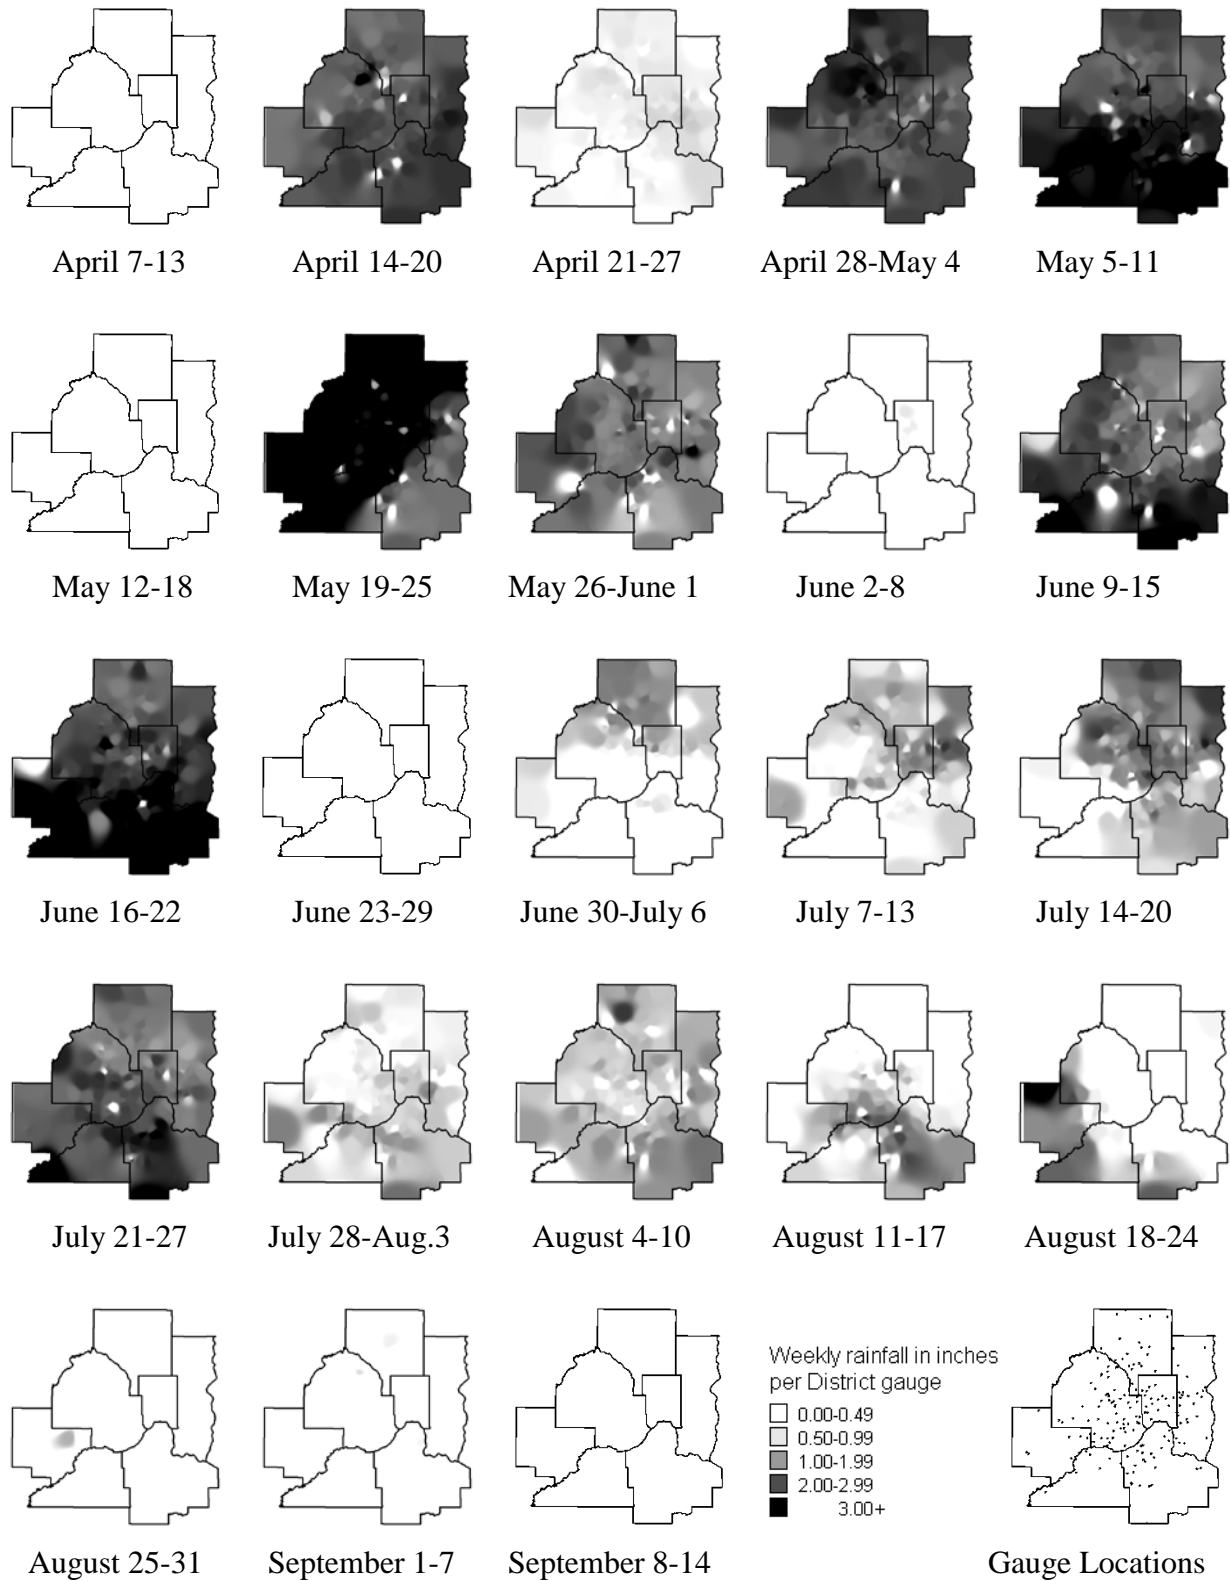 April 7-13
April 14-20
April 21-27
April 28-May 4
May 5-11
May 12-18
May 19-25
May 26-June 1
June 2-8
June 9-15
June 16-22
June 23-29
June 30-July 6
July 7-13
July 14-20
July 21-27
July 28-Aug.3
August 4-10
August 11-17
August 18-24
Weekly rainfall in inches
per District gauge
0.00-0.49
0.50-0.99
1.00-1.99
2.00-2.99
3.00+
August 25-31
September 1-7
September 8-14
Gauge Locations